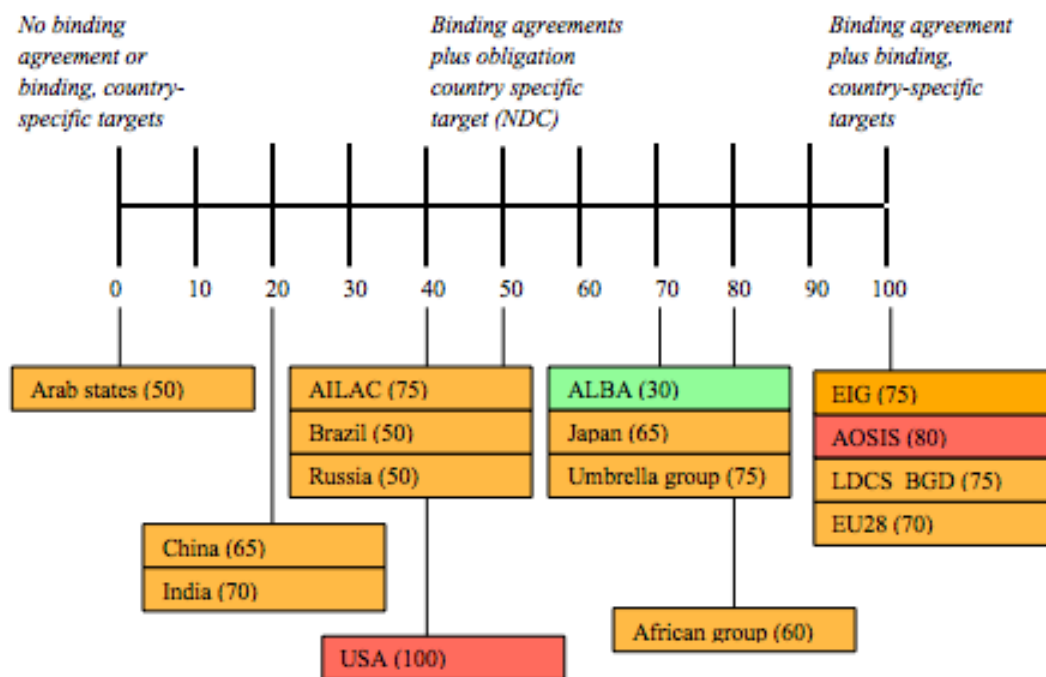 No binding
agreement or
binding, country-
specific targets
Binding agreements
plus obligation
country specific
target (NDC)
Binding agreement
plus binding,
country-specific
targets
0 10 20 30 40 50 60 70 80 90 100
Arab states (50)
AILAC (75)
Brazil (50)
Russia (50)
ALBA (30)
Japan (65)
Umbrella group (75)
EIG (75)
AOSIS (80)
LDCS BGD (75)
EU28 (70)
China (65)
India (70)
African group (60)
USA (100)